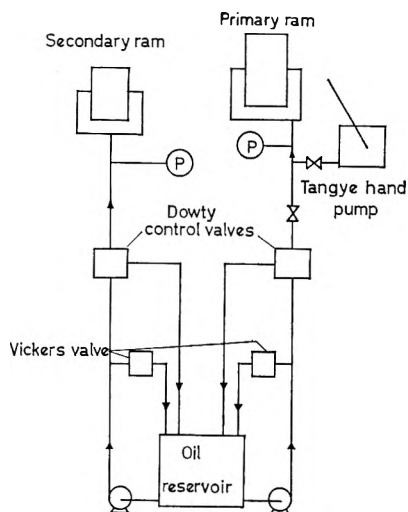 Primary ram
Secondary ram
P
P
Tangye hand
pump
Dowty
control valves
Vickers valve
Oil
reservoir